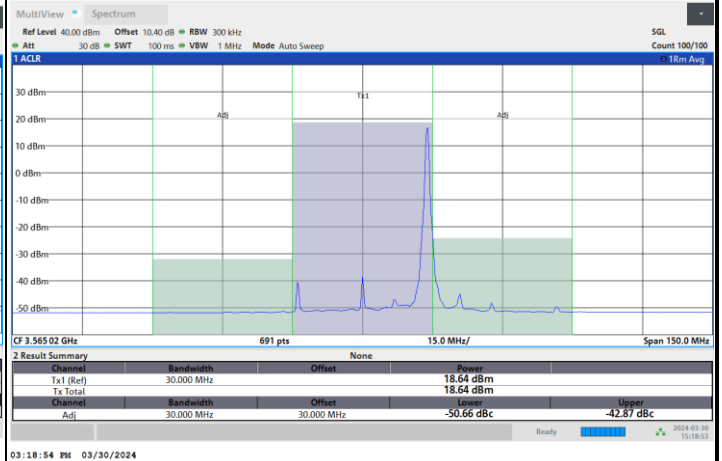 MultiView Spectrum
Ref Level 40.00 dBm Offset 10.40 dB RBW 300 kHz SGL
Att 30 dB SWT 100 ms VBW 1 MHz Mode Auto Sweep Count 100/100
1 ACLR 1Rm Avg
30 dBm
Tx1
20 dBm
Adj Adj
10 dBm
0 dBm
-10 dBm
-20 dBm
-30 dBm
-40 dBm
-50 dBm
CF 3.565 02 GHz 691 pts 15.0 MHz/ Span 150.0 MHz
2 Result Summary None
Channel Bandwidth Offset Power
Tx1 (Ref) 30.000 MHz 18.64 dBm
Tx Total 18.64 dBm
Channel Bandwidth Offset Lower Upper
Adj 30.000 MHz 30.000 MHz -50.66 dBc -42.87 dBc
Ready 2024-03-30
15:18:53
03:18:54 PM 03/30/2024